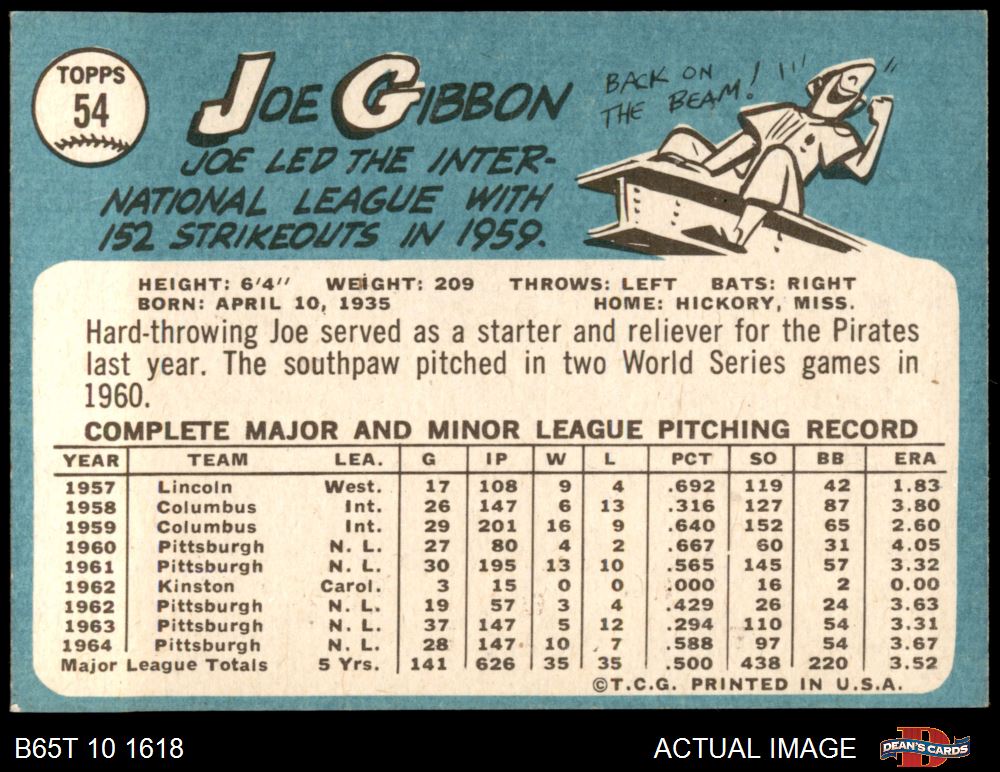 TOPPS
54
JOE GIBBON
BACK ON
THE BEAM!
JOE LED THE INTER-
NATIONAL LEAGUE WITH
152 STRIKEOUTS IN 1959.
HEIGHT: 6'4" WEIGHT: 209 THROWS: LEFT BATS: RIGHT
BORN: APRIL 10, 1935 HOME: HICKORY, MISS.
Hard-throwing Joe served as a starter and reliever for the Pirates
last year. The southpaw pitched in two World Series games in
1960.
COMPLETE MAJOR AND MINOR LEAGUE PITCHING RECORD
YEAR TEAM LEA. G IP W L PCT SO BB ERA
1957 Lincoln West. 17 108 9 4 .692 119 42 1.83
1958 Columbus Int. 26 147 6 13 .316 127 87 3.80
1959 Columbus Int. 29 201 16 9 .640 152 65 2.60
1960 Pittsburgh N. L. 27 80 4 2 .667 60 31 4.05
1961 Pittsburgh N. L. 30 195 13 10 .565 145 57 3.32
1962 Kinston Carol. 3 15 0 0 .000 16 2 0.00
1962 Pittsburgh N. L. 19 57 3 4 .429 26 24 3.63
1963 Pittsburgh N. L. 37 147 5 12 .294 110 54 3.31
1964 Pittsburgh N. L. 28 147 10 7 .588 97 54 3.67
Major League Totals 5 Yrs. 141 626 35 35 .500 438 220 3.52
©T.C.G. PRINTED IN U.S.A.
B65T 10 1618 ACTUAL IMAGE D DEAN'S CARDS